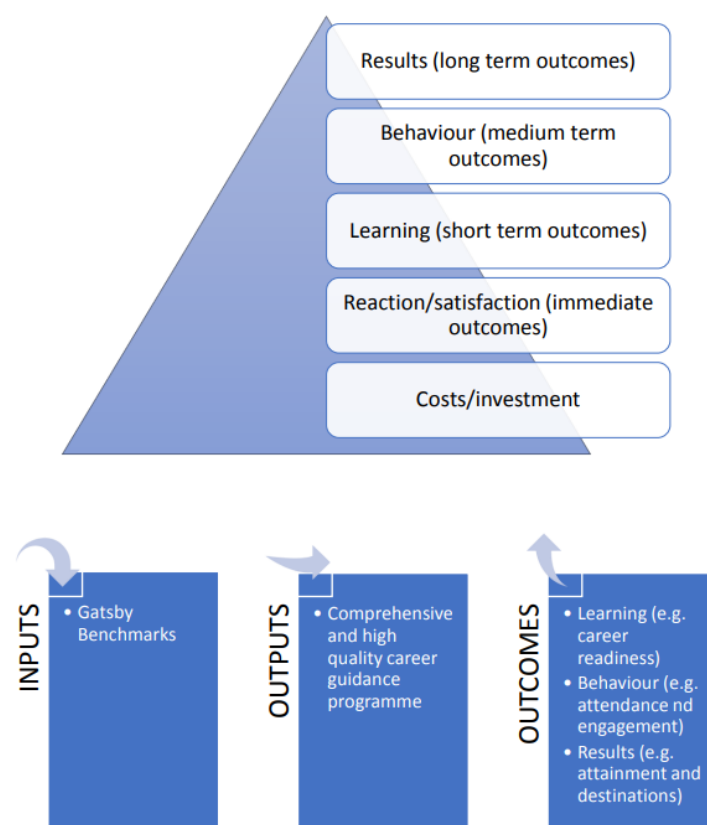 Results (long term outcomes)
Behaviour (medium term
outcomes)
Learning (short term outcomes)
Reaction/satisfaction (immediate
outcomes)
Costs/investment
INPUTS
• Gatsby
Benchmarks
OUTPUTS
• Comprehensive
and high
quality career
guidance
programme
OUTCOMES
• Learning (e.g.
career
readiness)
• Behaviour (e.g.
attendance nd
engagement)
• Results (e.g.
attainment and
destinations)